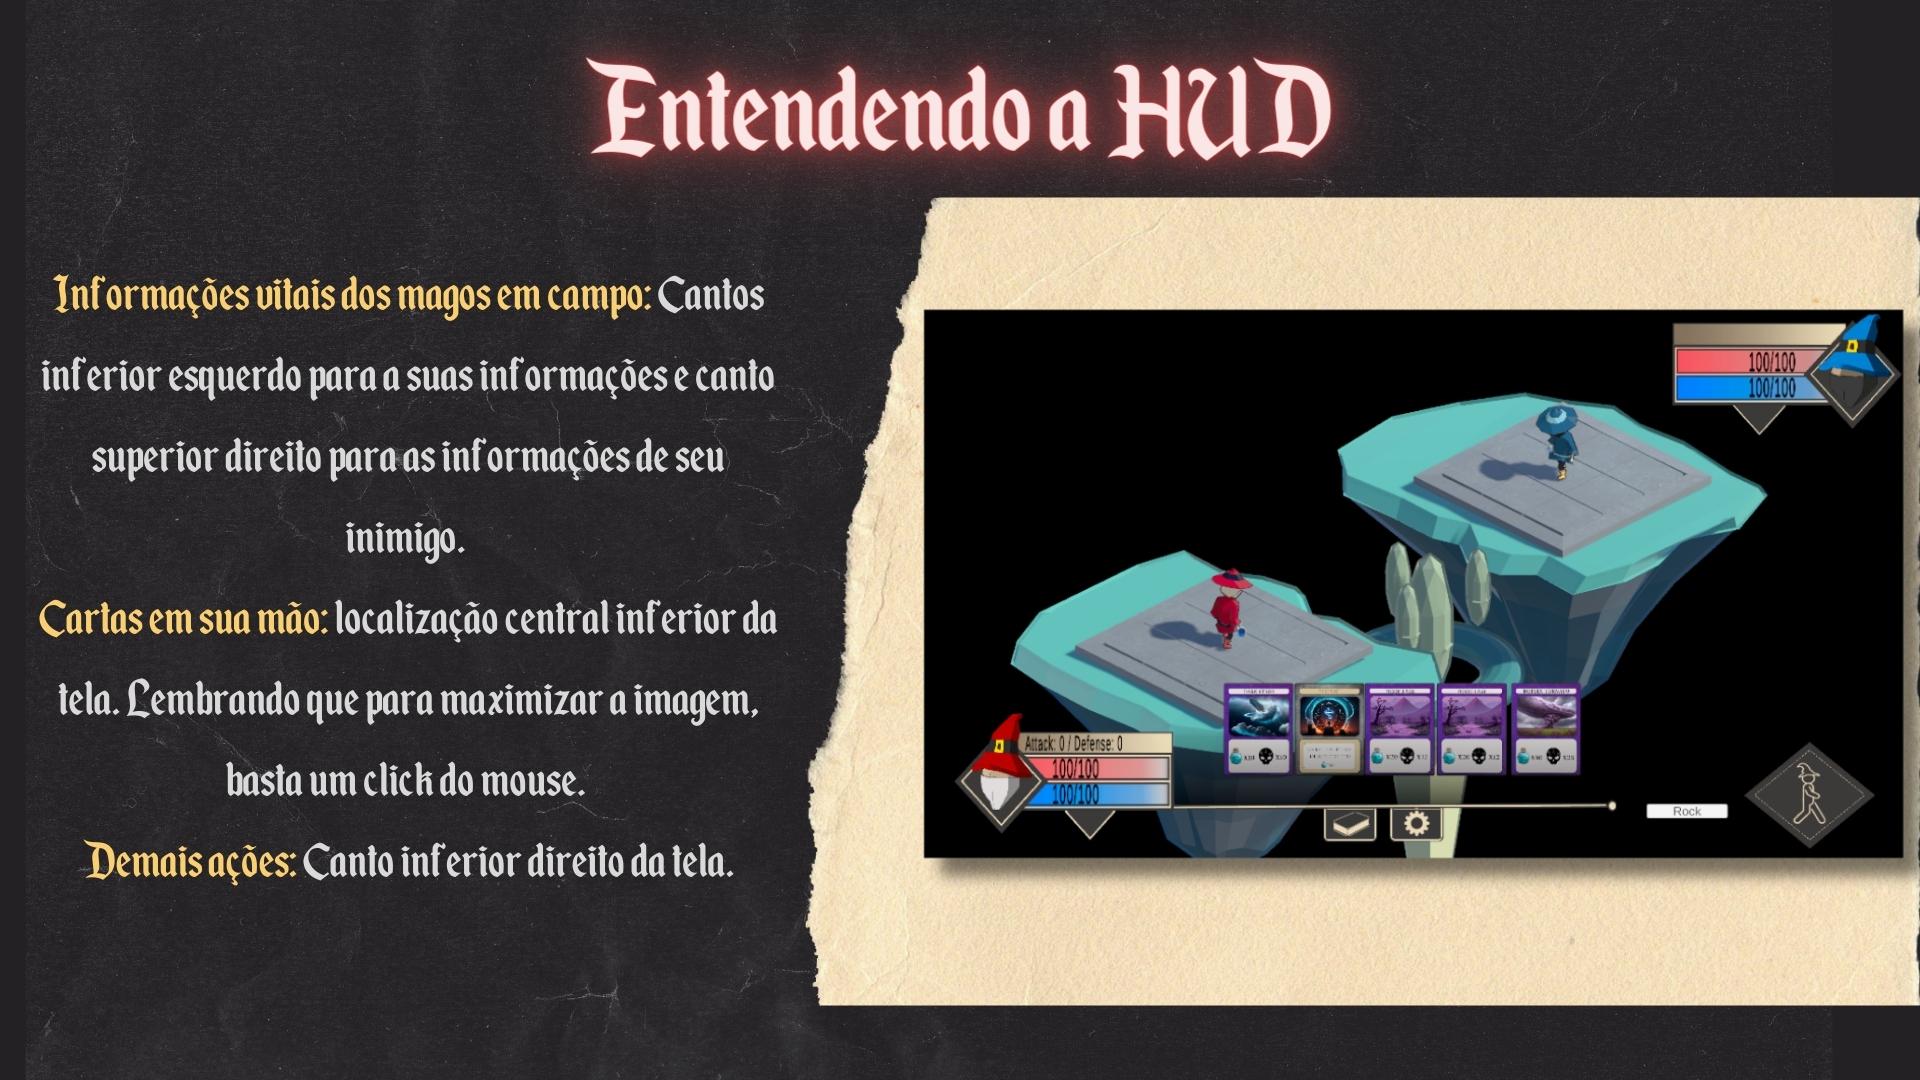 Entendendo a HUD
Informações vitais dos magos em campo: Cantos
inferior esquerdo para a suas informações e canto
superior direito para as informações de seu
inimigo.
Cartas em sua mão: localização central inferior da
tela. Lembrando que para maximizar a imagem,
basta um click do mouse.
Demais ações: Canto inferior direito da tela.
100/100
100/100
Attack: 0 / Defense: 0
100/100
100/100
Rock